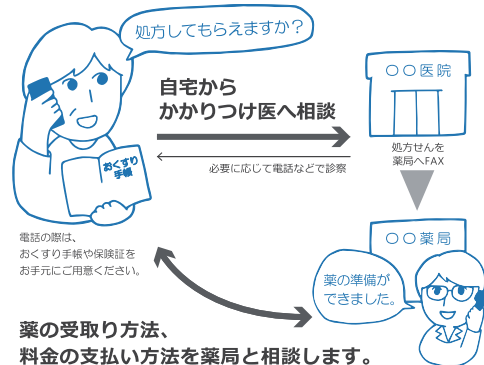 処方してもらえますか？
自宅から
かかりつけ医へ相談
〇〇医院
必要に応じて電話などで診察
処方せんを
薬局へFAX
おくすり
手帳
電話の際は、
おくすり手帳や保険証を
お手元にご用意ください。
〇〇薬局
薬の準備が
できました。
薬の受取り方法、
料金の支払い方法を薬局と相談します。